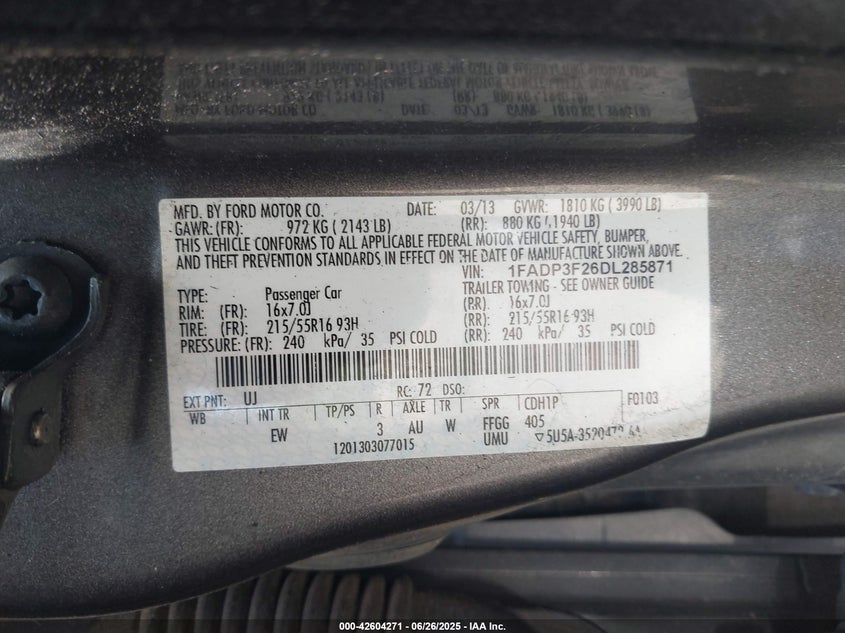 MFD. BY FORD MOTOR CO. DATE: 03/13 GVWR: 1810 KG ( 3990 LB)
GAWR: (FR): 972 KG ( 2143 LB) (RR): 880 KG ( 1940 LB)
THIS VEHICLE CONFORMS TO ALL APPLICABLE FEDERAL MOTOR VEHICLE SAFETY, BUMPER,
AND THEFT PREVENTION STANDARDS IN EFFECT ON THE DATE OF MANUFACTURE SHOWN ABOVE.
VIN: 1FADP3F26DL285871
TYPE: Passenger Car TRAILER TOWING - SEE OWNER GUIDE
RIM: (FR): 16x7.0J (RR): 16x7.0J
TIRE: (FR): 215/55R16 93H (RR): 215/55R16 93H
PRESSURE: (FR): 240 kPa/ 35 PSI COLD (RR): 240 kPa/ 35 PSI COLD
EXT PNT: UJ RC: 72 DSO: F0103
WB INT TR TP/PS R AXLE TR SPR CDH1P
EW 3 AU W FFGG 405
1201303077015 UMU
000-42604271 - 06/26/2025 - IAA Inc.